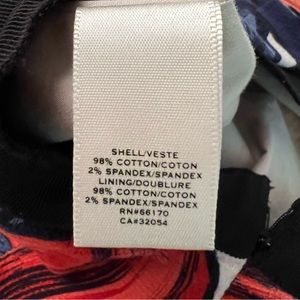 SHELL/VESTE
98% COTTON/COTON
2% SPANDEX/SPANDEX
LINING/DOUBLURE
98% COTTON/COTON
2% SPANDEX/SPANDEX
RN#66170
CA#32054